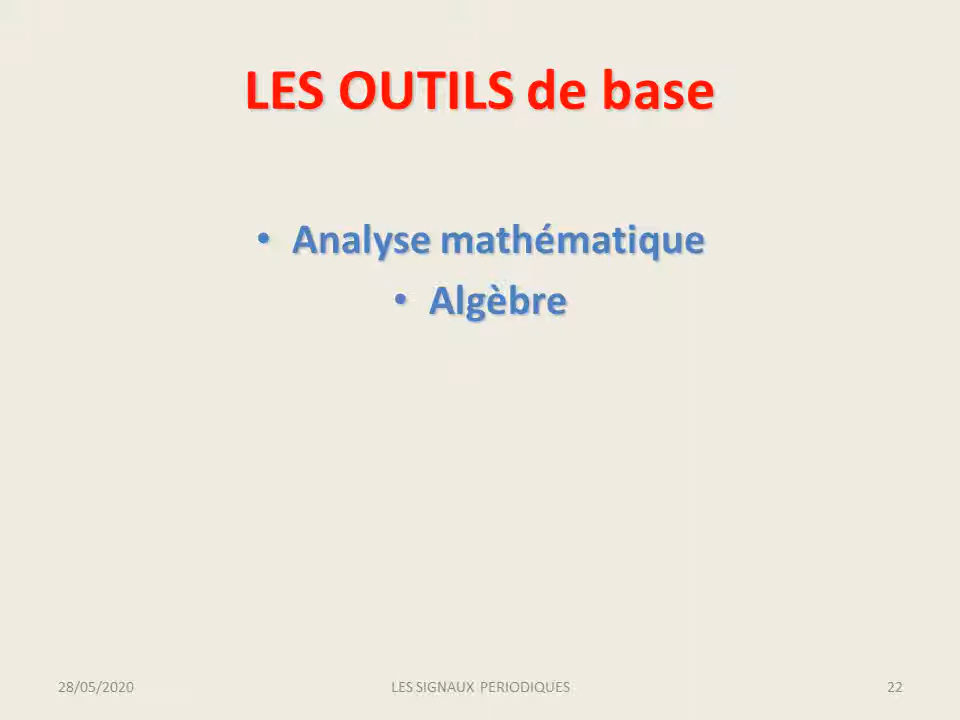 LES OUTILS de base
• Analyse mathématique
• Algèbre
28/05/2020 LES SIGNAUX PERIODIQUES 22